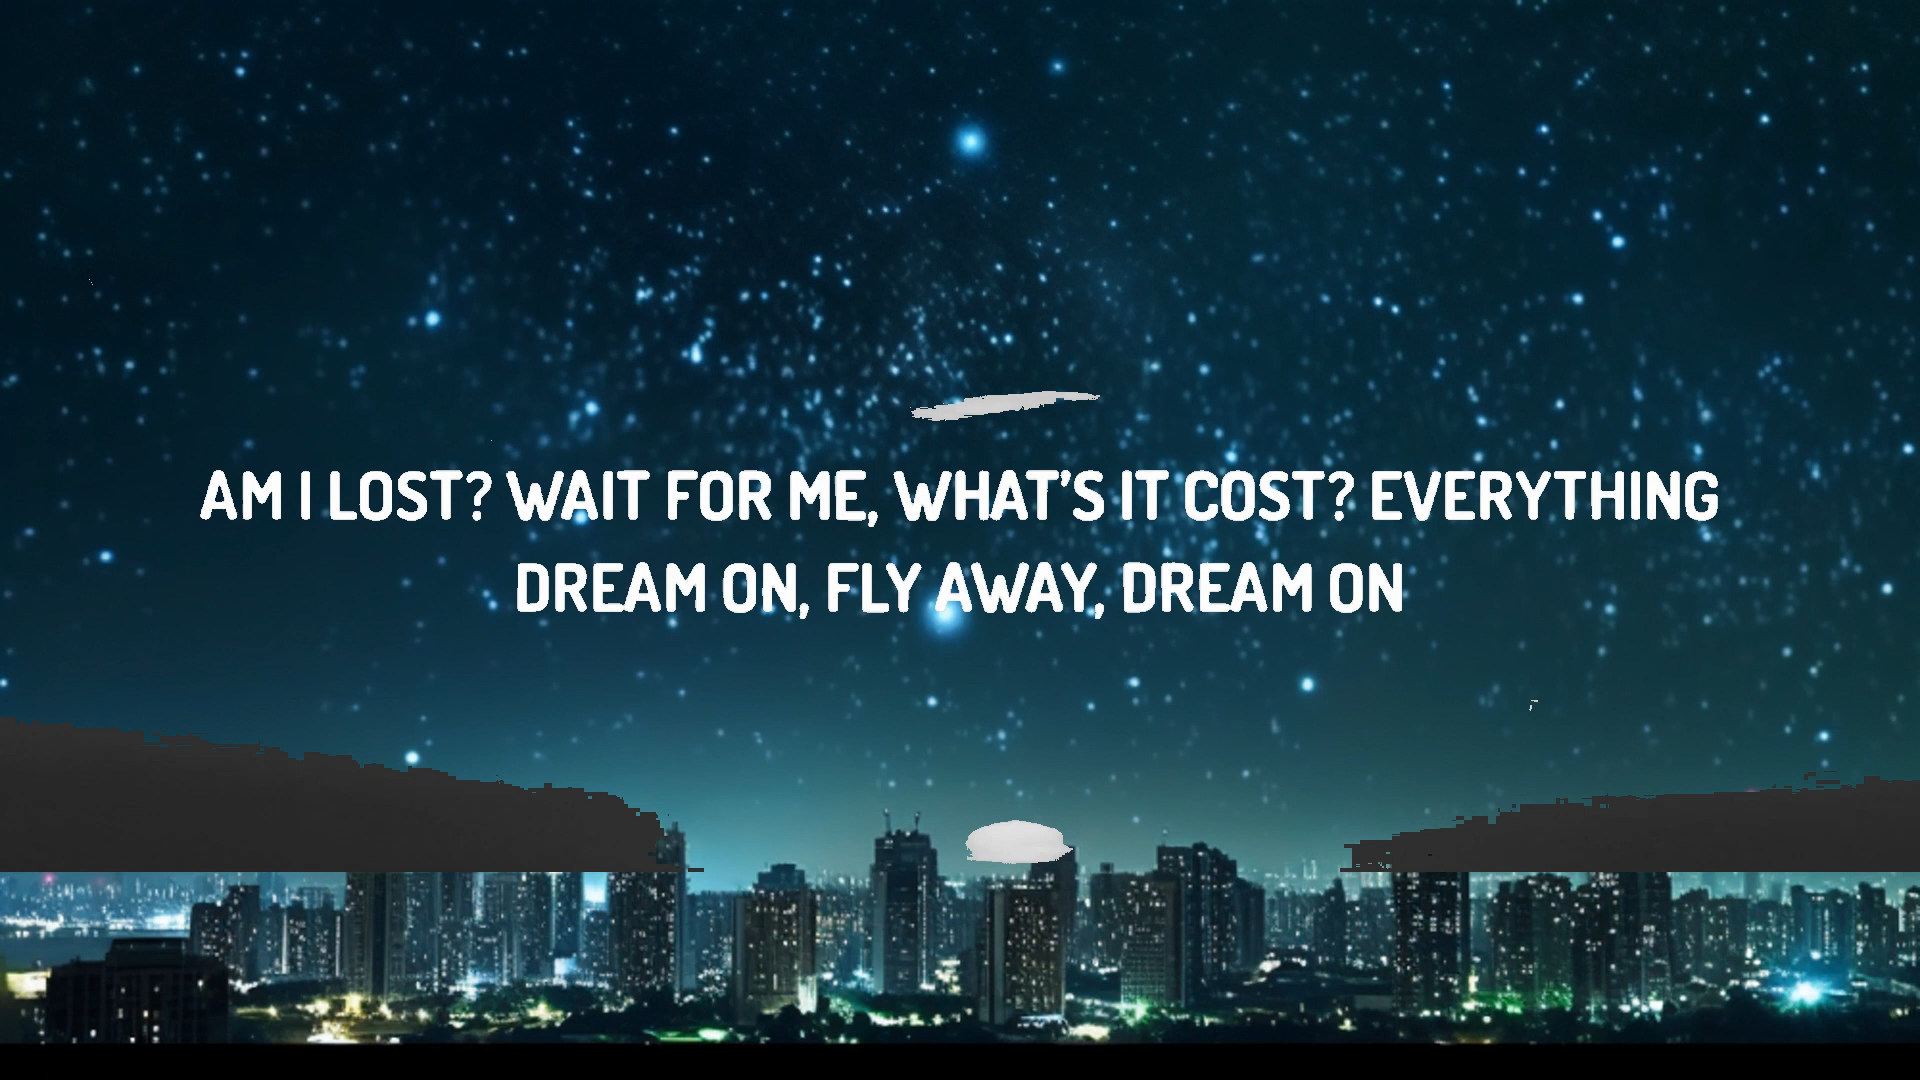 AM I LOST? WAIT FOR ME, WHAT'S IT COST? EVERYTHING
DREAM ON, FLY AWAY, DREAM ON